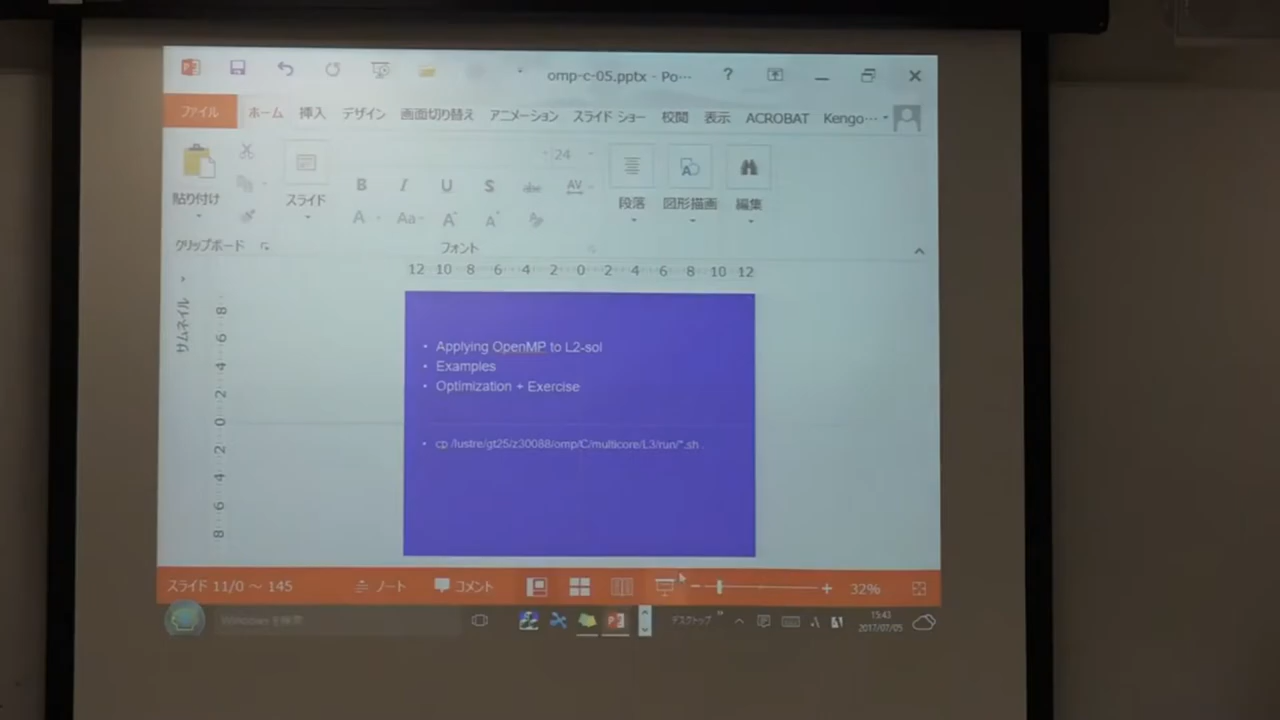 omp-c-05.pptx - Po… ?
ファイル ホーム 挿入 デザイン 画面切り替え アニメーション スライド ショー 校閲 表示 ACROBAT Kengo…
24
B I U S abc AV
A Aa A A
貼り付け スライド 段落 図形描画 編集
クリップボード フォント
12 10 8 6 4 2 0 2 4 6 8 10 12
サムネイル
8 6 4 2 0 2 4 6 8
• Applying OpenMP to L2-sol
• Examples
• Optimization + Exercise
• cp /lustre/gt25/z30088/omp/C/multicore/L3/run/*.sh .
スライド 11/0 ～ 145 ノート コメント 32%
Windows を検索 デスクトップ 15:43
2017/07/05